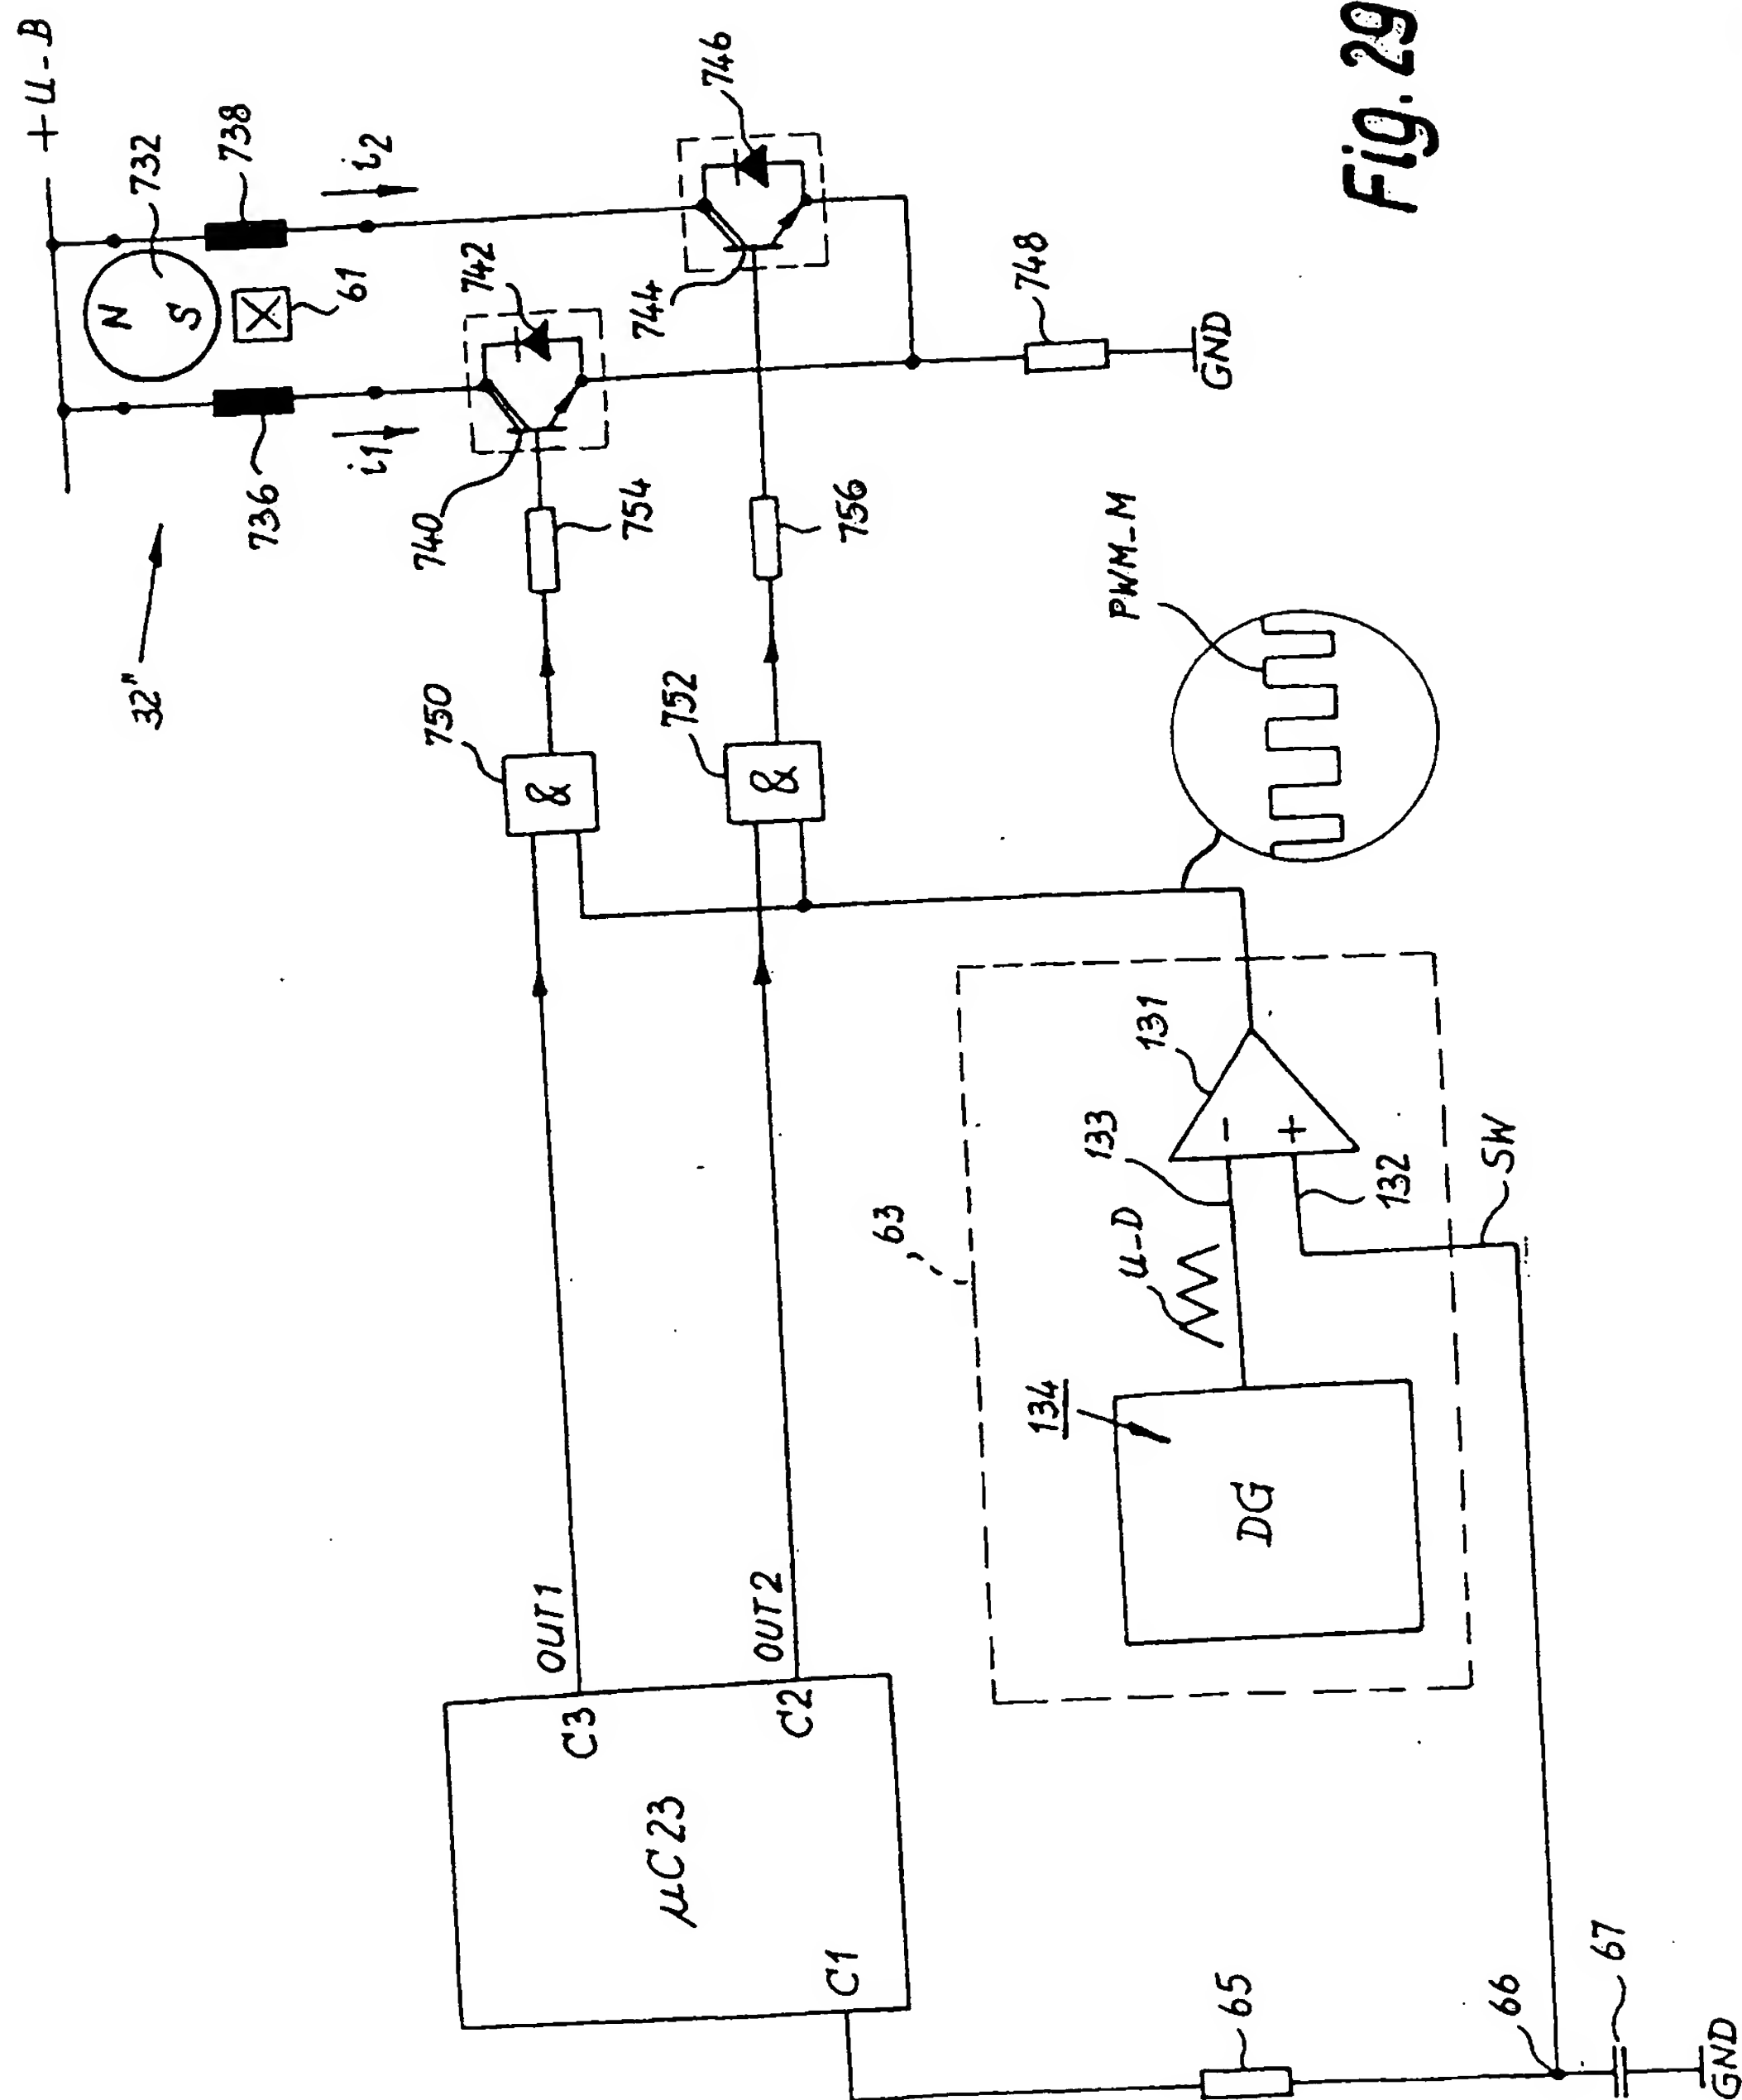 +U-B
732
738
N
S
61
i1
i2
736
742
746
740
744
748
GND
32"
754
756
750
752
&
&
PWM-M
OUT1
OUT2
C3
C2
µC23
C1
63
131
133
132
-
+
U-D
134
DG
SW
65
66
67
GND
Fig. 29